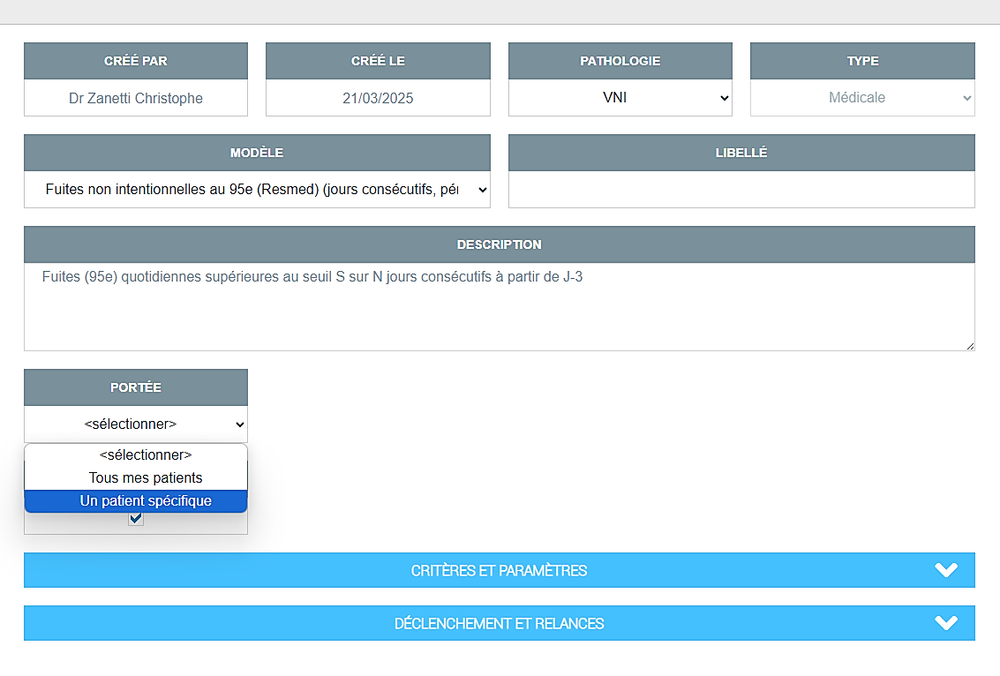 CRÉÉ PAR
CRÉÉ LE
PATHOLOGIE
TYPE
Dr Zanetti Christophe
21/03/2025
VNI
Médicale
MODÈLE
LIBELLÉ
Fuites non intentionnelles au 95e (Resmed) (jours consécutifs,
DESCRIPTION
Fuites (95e) quotidiennes supérieures au seuil S sur N jours consécutifs à partir de J-3
PORTÉE
<sélectionner>
<sélectionner>
Tous mes patients
Un patient spécifique
CRITÈRES ET PARAMÈTRES
DÉCLENCHEMENT ET RELANCES